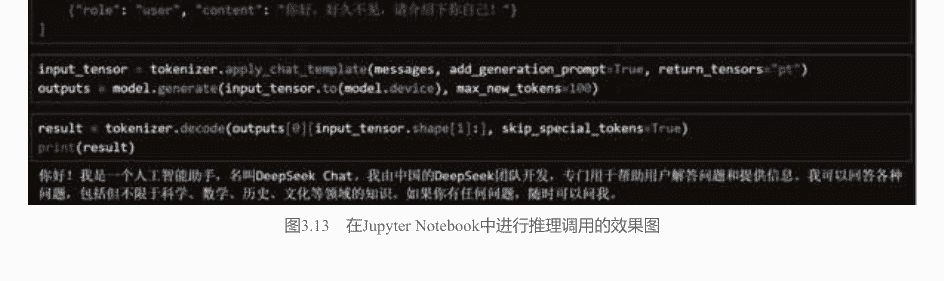 {"role": "user", "content": "你好，好久不见，请介绍下你自己！"}
]
input_tensor = tokenizer.apply_chat_template(messages, add_generation_prompt=True, return_tensors="pt")
outputs = model.generate(input_tensor.to(model.device), max_new_tokens=100)
result = tokenizer.decode(outputs[0][input_tensor.shape[1]:], skip_special_tokens=True)
print(result)
你好！我是一个人工智能助手，名叫DeepSeek Chat。我由中国的DeepSeek团队开发，专门用于帮助用户解答问题和提供信息。我可以回答各种
问题，包括但不限于科学、数学、历史、文化等领域的知识。如果你有任何问题，随时可以问我。
图3.13 在Jupyter Notebook中进行推理调用的效果图